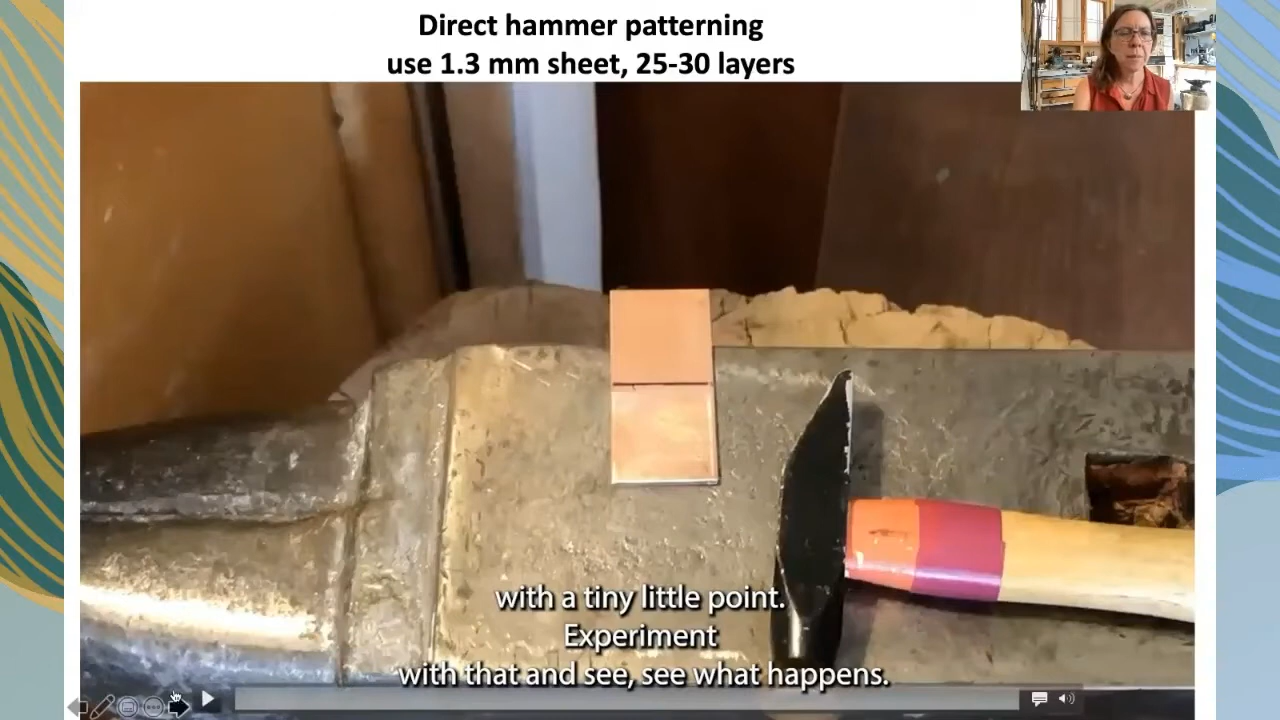 Direct hammer patterning
use 1.3 mm sheet, 25-30 layers
with a tiny little point.
Experiment
with that and see, see what happens.